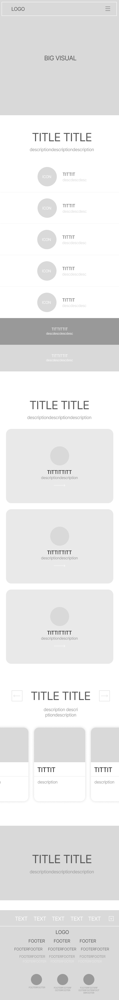 LOGO
BIG VISUAL
TITLE TITLE
descriptiondescriptiondescription
ICON
TITTIT
descdescdesc
ICON
TITTIT
descdescdesc
ICON
TITTIT
descdescdesc
ICON
TITTIT
descdescdesc
ICON
TITTIT
descdescdesc
TITTITTIT
descdescdescdesc
TITTITTIT
descdescdescdesc
TITLE TITLE
descriptiondescriptiondescription
TITTITTITT
descriptiondescription
TITTITTITT
descriptiondescription
TITTITTITT
descriptiondescription
TITLE TITLE
description descri
ptiondescription
TITTIT
TITTIT
n
description
description
TITLE TITLE
descriptiondescriptiondescription
TEXT TEXT TEXT TEXT TEXT
LOGO
FOOTER FOOTER FOOTER
FOOTERFOOTER FOOTERFOOTER FOOTERFOOTER
FOOTERFOOTER FOOTERFOOTER FOOTERFOOTER
FOOTERFOOTER FOOTERFOOTER FOOTERFOOTER
FOOTERFOOTER
FOOTERFOOTERF
OOTERFOOTER
FOOTERFOOTERF
OOTERFOOTERFOOT
ERFOOTER